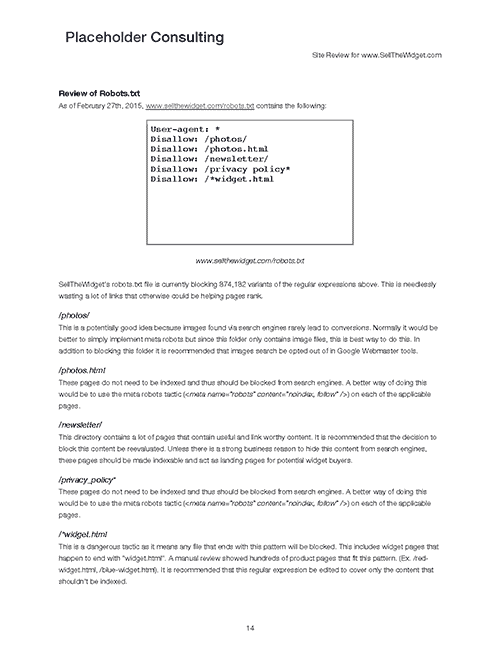 Placeholder Consulting
Site Review for www.SellTheWidget.com
Review of Robots.txt
As of February 27th, 2015, www.sellthewidget.com/robots.txt contains the following:
User-agent: *
Disallow: /photos/
Disallow: /photos.html
Disallow: /newsletter/
Disallow: /privacy policy*
Disallow: /*widget.html
www.sellthewidget.com/robots.txt
SellTheWidget's robots.txt file is currently blocking 874,182 variants of the regular expressions above. This is needlessly
wasting a lot of links that otherwise could be helping pages rank.
/photos/
This is a potentially good idea because images found via search engines rarely lead to conversions. Normally it would be
better to simply implement meta robots but since this folder only contains image files, this is best way to do this. In
addition to blocking this folder it is recommended that images search be opted out of in Google Webmaster tools.
/photos.html
These pages do not need to be indexed and thus should be blocked from search engines. A better way of doing this
would be to use the meta robots tactic (<meta name="robots" content="noindex, follow" />) on each of the applicable
pages.
/newsletter/
This directory contains a lot of pages that contain useful and link worthy content. It is recommended that the decision to
block this content be reevaluated. Unless there is a strong business reason to hide this content from search engines,
these pages should be made indexable and act as landing pages for potential widget buyers.
/privacy_policy*
These pages do not need to be indexed and thus should be blocked from search engines. A better way of doing this
would be to use the meta robots tactic (<meta name="robots" content="noindex, follow" />) on each of the applicable
pages.
/*widget.html
This is a dangerous tactic as it means any file that ends with this pattern will be blocked. This includes widget pages that
happen to end with "widget.html". A manual review showed hundreds of product pages that fit this pattern. (Ex. /red-
widget.html, /blue-widget.html). It is recommended that this regular expression be edited to cover only the content that
shouldn't be indexed.
14